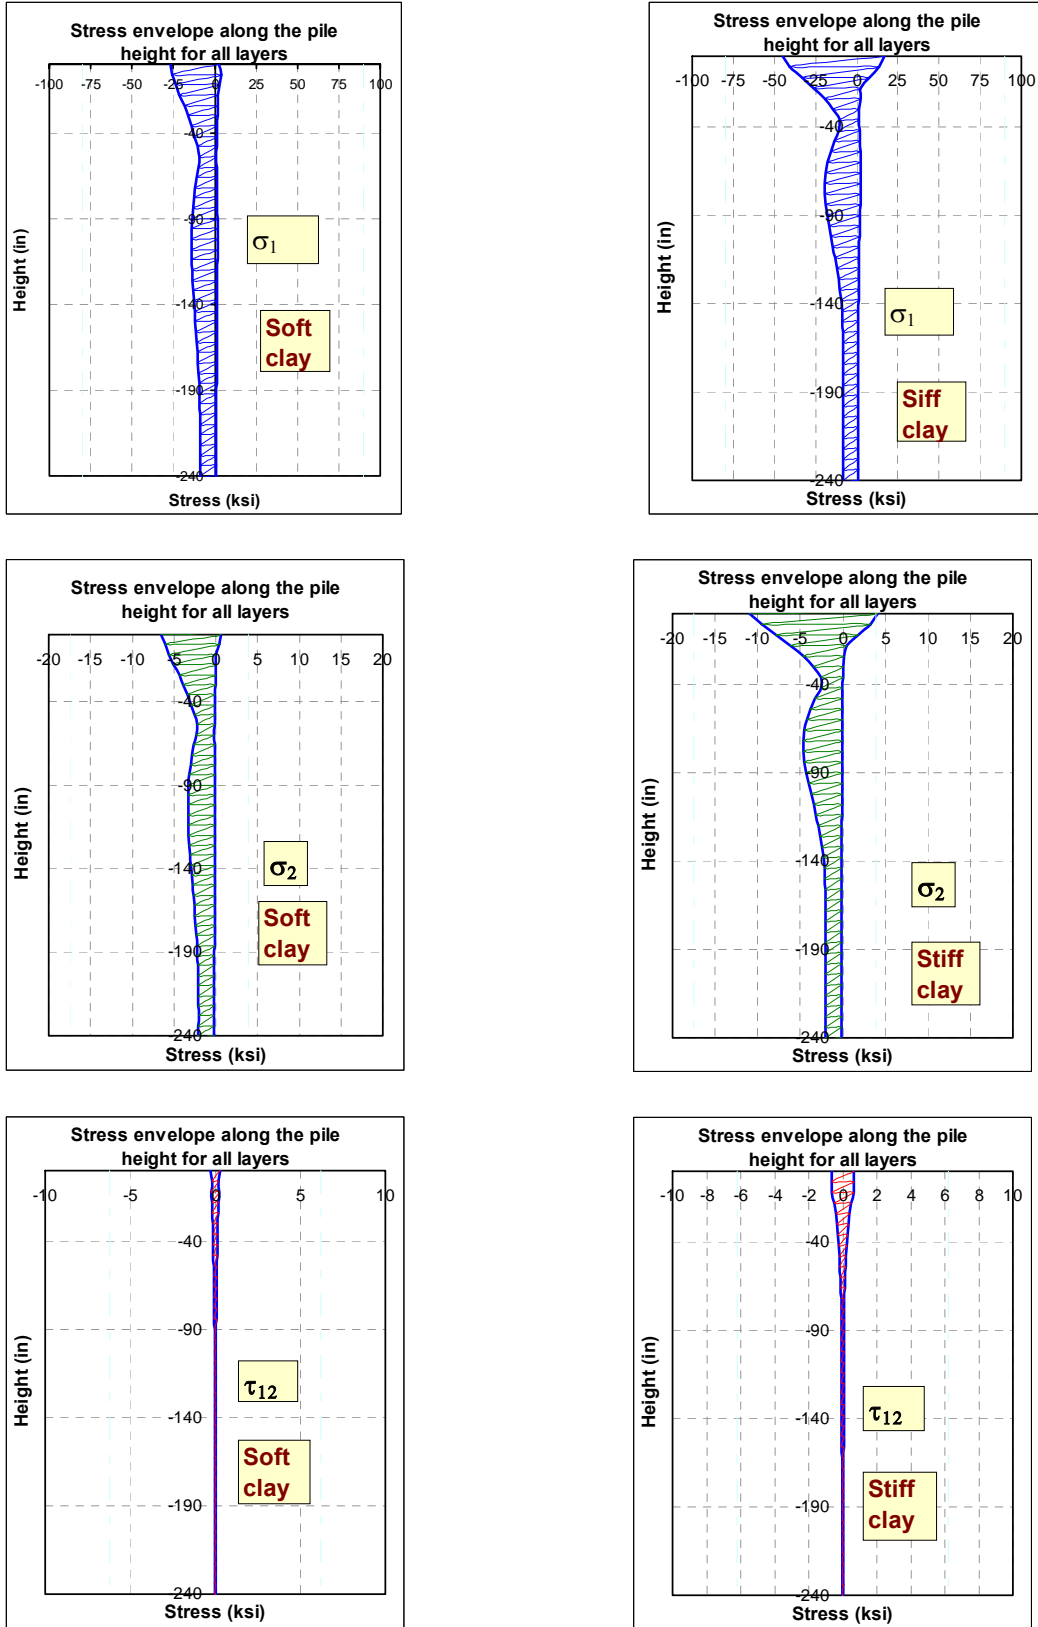 Stress envelope along the pile
height for all layers
-100 -75 -50 -25 0 25 50 75 100
-40
-90
-140
-190
-240
Height (in)
σ1
Soft
clay
Stress (ksi)
Stress envelope along the pile
height for all layers
-100 -75 -50 -25 0 25 50 75 100
-40
-90
-140
-190
-240
Height (in)
σ1
Siff
clay
Stress (ksi)
Stress envelope along the pile
height for all layers
-20 -15 -10 -5 0 5 10 15 20
-40
-90
-140
-190
-240
Height (in)
σ2
Soft
clay
Stress (ksi)
Stress envelope along the pile
height for all layers
-20 -15 -10 -5 0 5 10 15 20
-40
-90
-140
-190
-240
Height (in)
σ2
Stiff
clay
Stress (ksi)
Stress envelope along the pile
height for all layers
-10 -5 0 5 10
-40
-90
-140
-190
-240
Height (in)
τ12
Soft
clay
Stress (ksi)
Stress envelope along the pile
height for all layers
-10 -8 -6 -4 -2 0 2 4 6 8 10
-40
-90
-140
-190
-240
Height (in)
τ12
Stiff
clay
Stress (ksi)